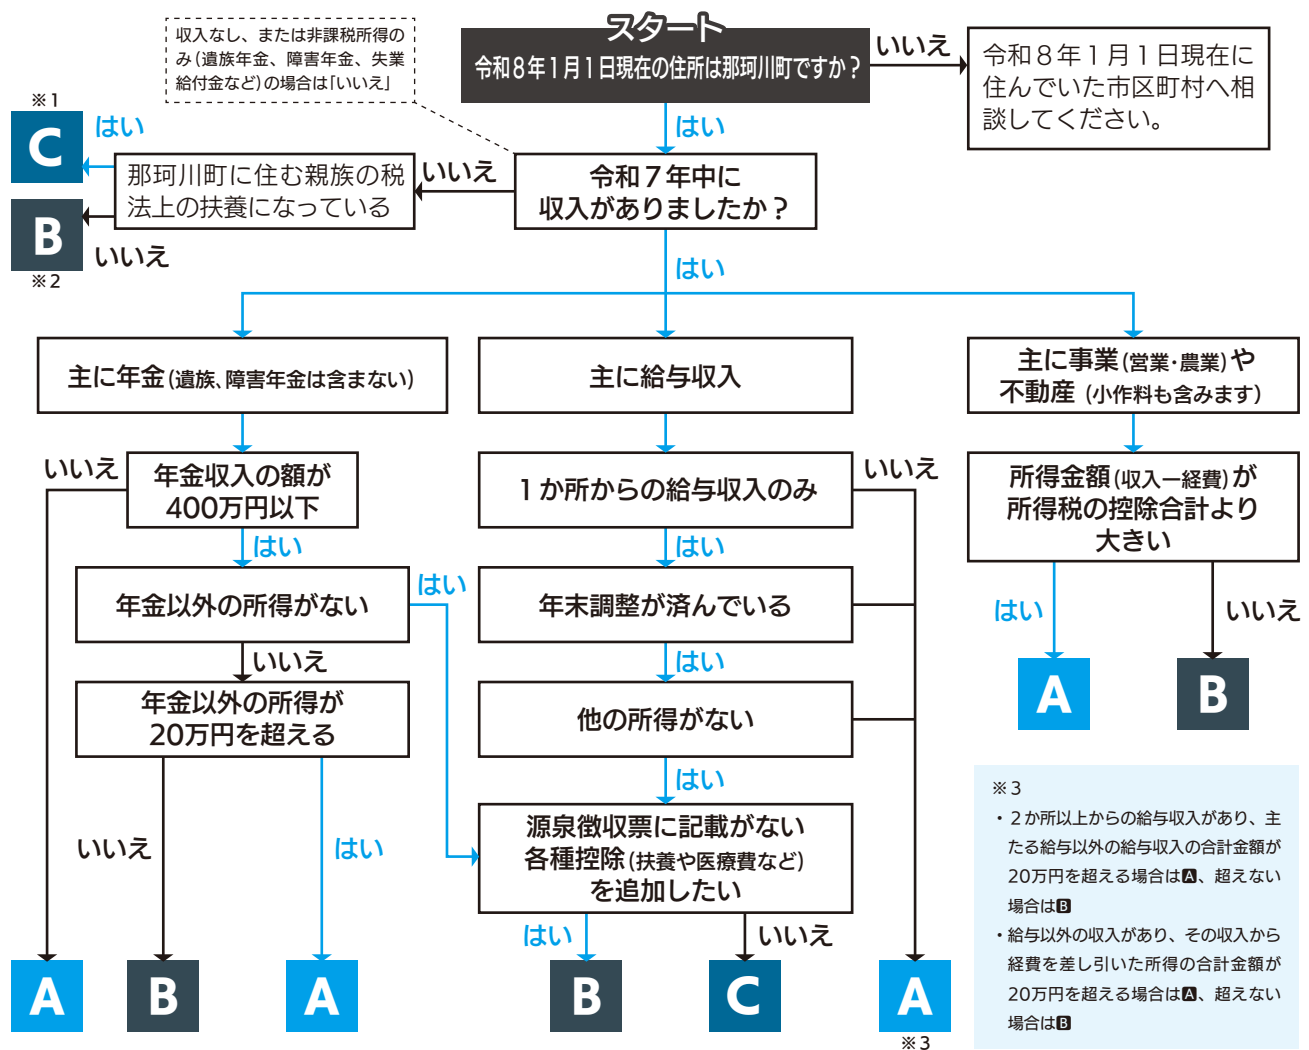 スタート
令和８年１月１日現在の住所は那珂川町ですか？
いいえ
令和８年１月１日現在に
住んでいた市区町村へ相
談してください。
収入なし、または非課税所得の
み（遺族年金、障害年金、失業
給付金など）の場合は「いいえ」
はい
令和７年中に
収入がありましたか？
いいえ
那珂川町に住む親族の税
法上の扶養になっている
※1
C
はい
B
いいえ
※2
はい
主に年金（遺族、障害年金は含まない）
主に給与収入
主に事業（営業・農業）や
不動産（小作料も含みます）
いいえ
年金収入の額が
400万円以下
はい
年金以外の所得がない
はい
いいえ
年金以外の所得が
20万円を超える
いいえ
はい
１か所からの給与収入のみ
いいえ
はい
年末調整が済んでいる
はい
他の所得がない
はい
源泉徴収票に記載がない
各種控除（扶養や医療費など）
を追加したい
はい
いいえ
所得金額（収入ー経費）が
所得税の控除合計より
大きい
はい
いいえ
A
B
A
B
A
B
C
A
※3
※３
・２か所以上からの給与収入があり、主
たる給与以外の給与収入の合計金額が
20万円を超える場合はA、超えない
場合はB
・給与以外の収入があり、その収入から
経費を差し引いた所得の合計金額が
20万円を超える場合はA、超えない
場合はB